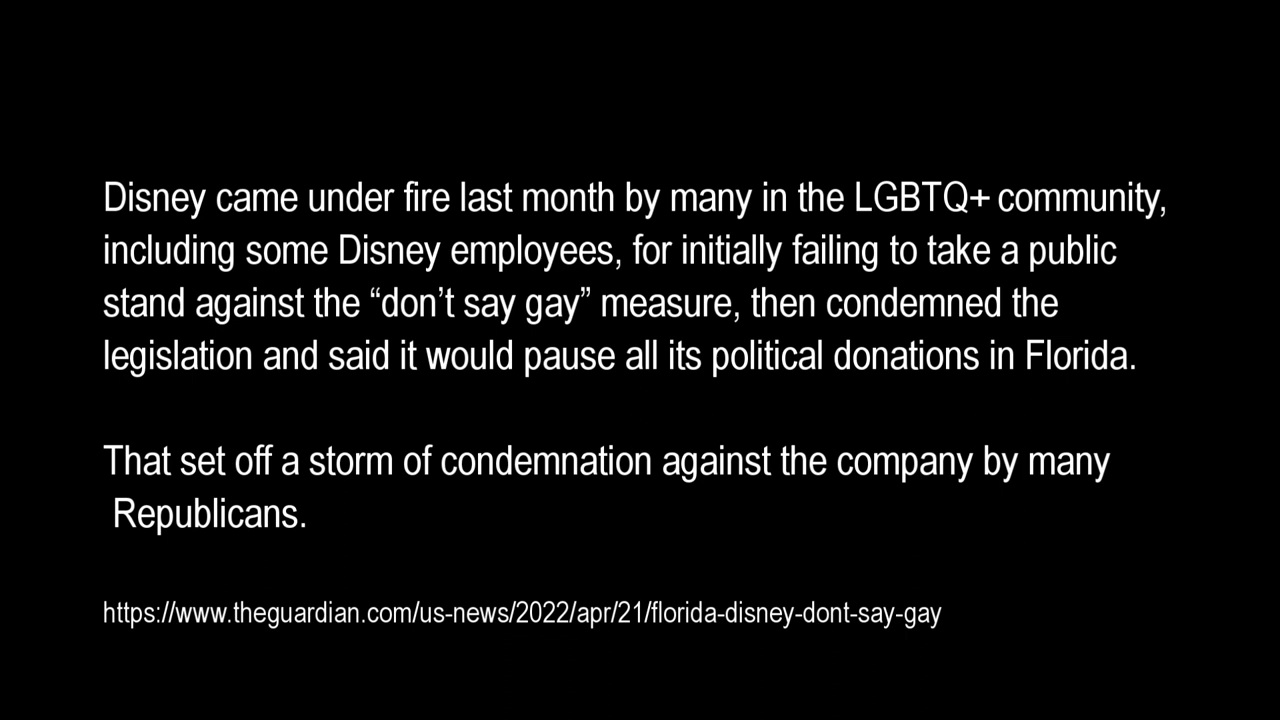 Disney came under fire last month by many in the LGBTQ+ community,
including some Disney employees, for initially failing to take a public
stand against the “don’t say gay” measure, then condemned the
legislation and said it would pause all its political donations in Florida.
That set off a storm of condemnation against the company by many
Republicans.
https://www.theguardian.com/us-news/2022/apr/21/florida-disney-dont-say-gay